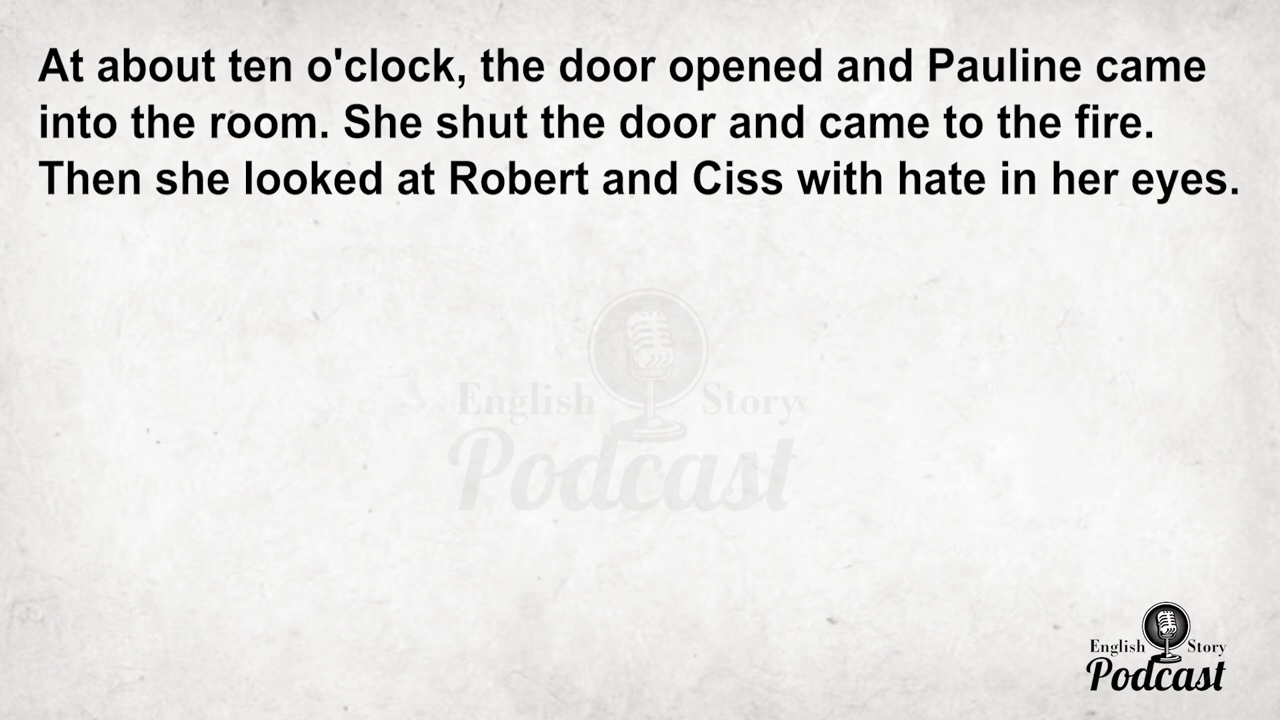 At about ten o'clock, the door opened and Pauline came
into the room. She shut the door and came to the fire.
Then she looked at Robert and Ciss with hate in her eyes.
English Story
Podcast
English Story
Podcast